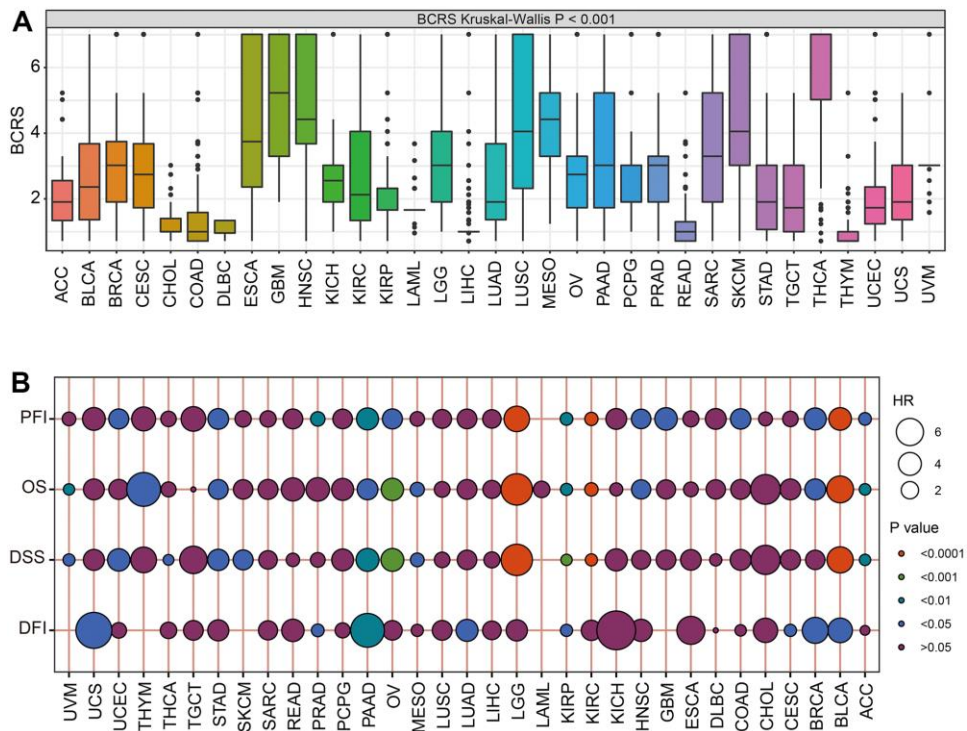 A
BCRS Kruskal-Wallis P < 0.001
BCRS
6
4
2
ACC BLCA BRCA CESC CHOL COAD DLBC ESCA GBM HNSC KICH KIRC KIRP LAML LGG LIHC LUAD LUSC MESO OV PAAD PCPG PRAD READ SARC SKCM STAD TGCT THCA THYM UCEC UCS UVM
B
PFI
OS
DSS
DFI
UVM UCS UCEC THYM THCA TGCT STAD SKCM SARC READ PRAD PCPG PAAD OV MESO LUSC LUAD LIHC LGG LAML KIRP KIRC KICH HNSC GBM ESCA DLBC COAD CHOL CESC BRCA BLCA ACC
HR
6
4
2
P value
<0.0001
<0.001
<0.01
<0.05
>0.05